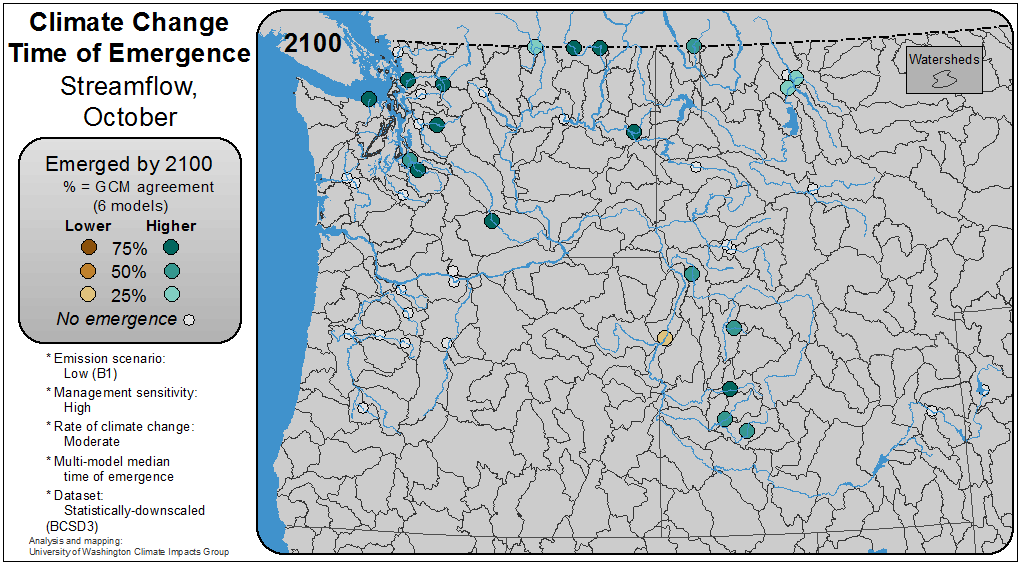 Climate Change
Time of Emergence
Streamflow,
October
Emerged by 2100
% = GCM agreement
(6 models)
Lower Higher
75%
50%
25%
No emergence
* Emission scenario:
Low (B1)
* Management sensitivity:
High
* Rate of climate change:
Moderate
* Multi-model median
time of emergence
* Dataset:
Statistically-downscaled
(BCSD3)
Analysis and mapping:
University of Washington Climate Impacts Group
2100
Watersheds